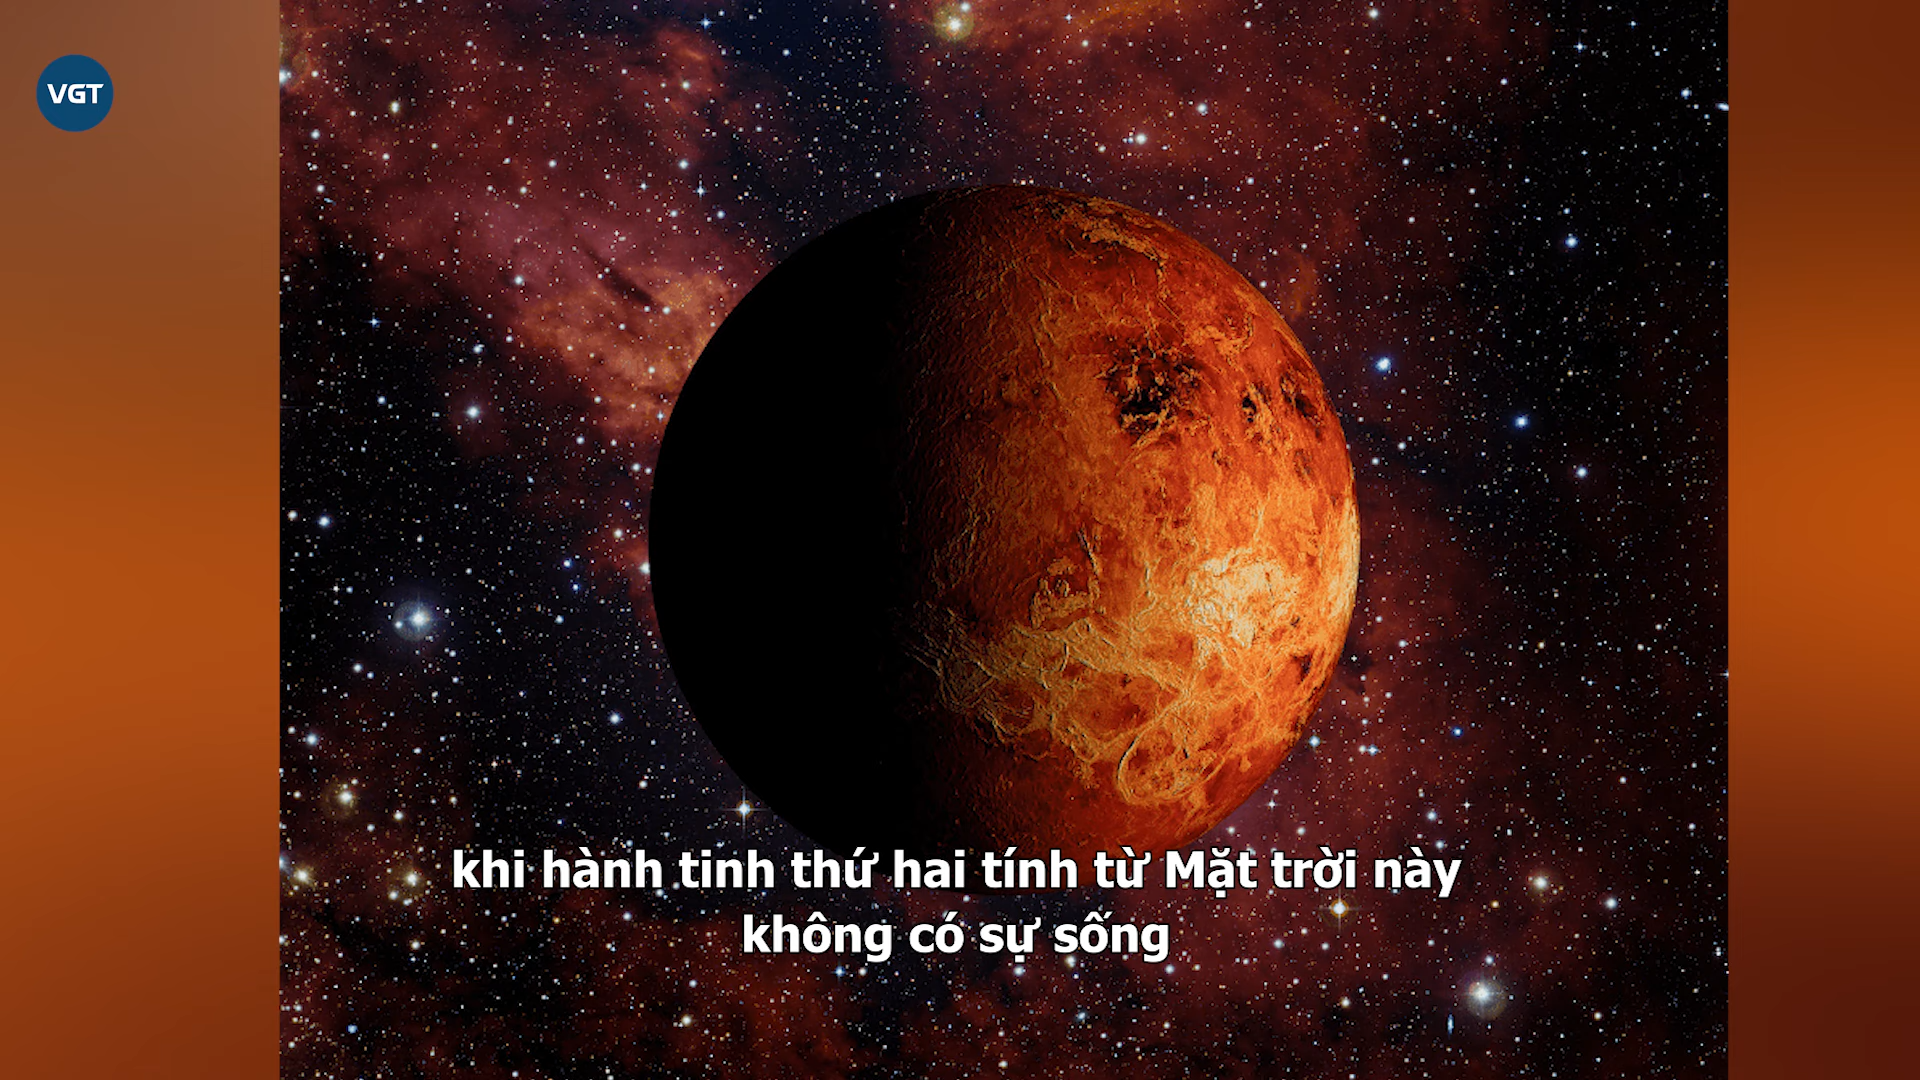 VGT
khi hành tinh thứ hai tính từ Mặt trời này
không có sự sống